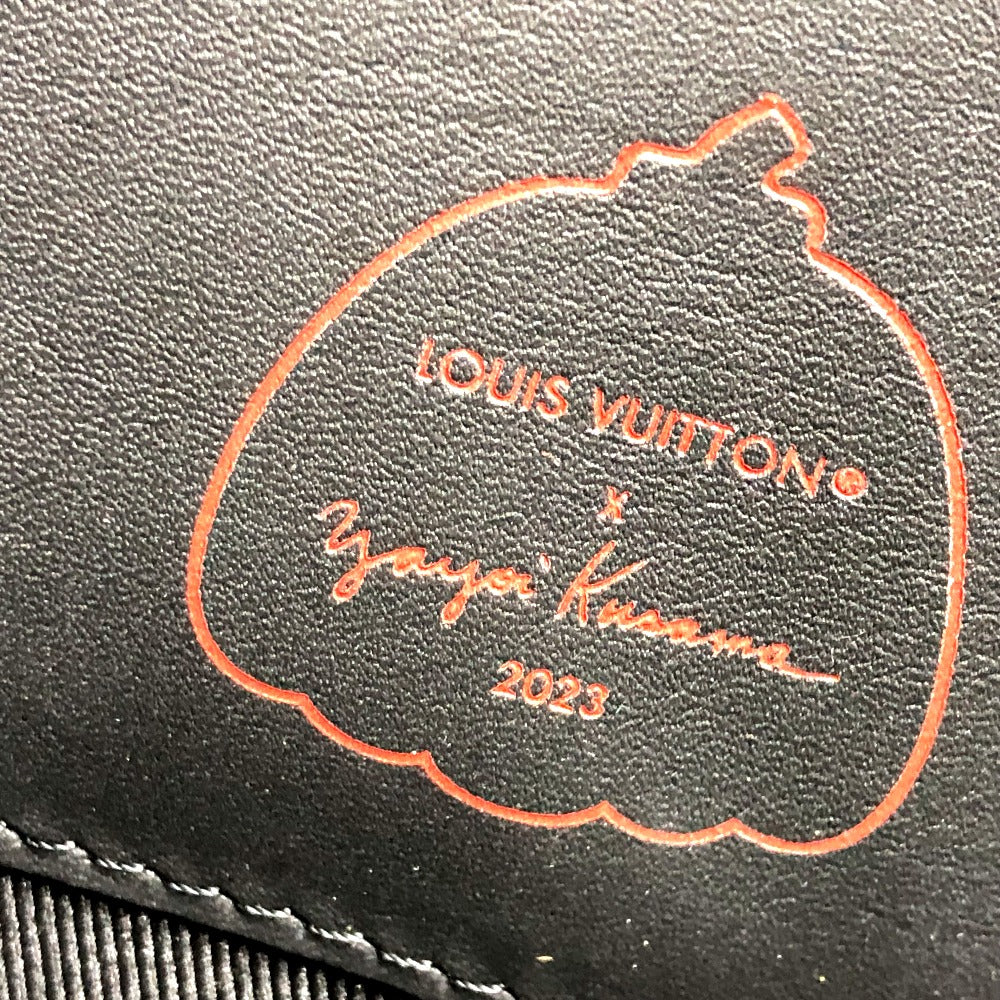 LOUIS VUITTON®
x
Yayoi Kusama
2023